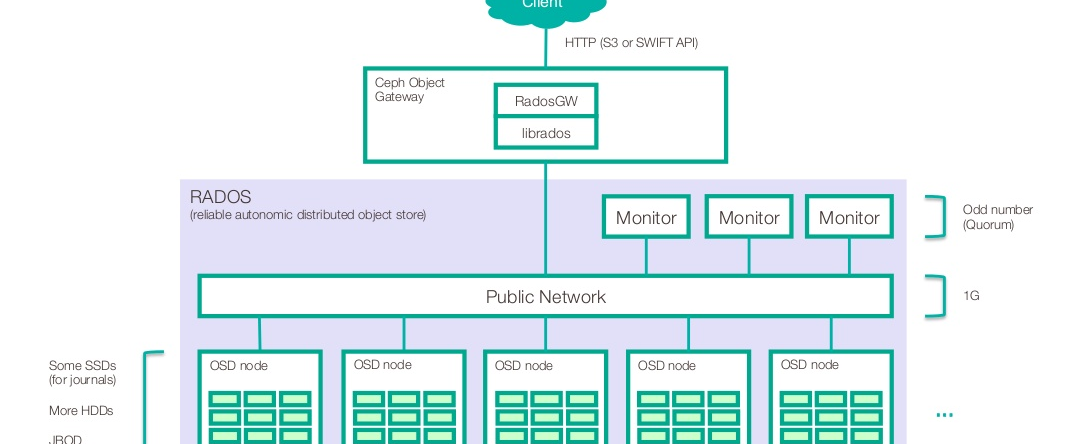 Client
HTTP (S3 or SWIFT API)
Ceph Object
Gateway
RadosGW
librados
RADOS
(reliable autonomic distributed object store)
Monitor
Monitor
Monitor
Odd number
(Quorum)
Public Network
1G
Some SSDs
(for journals)
More HDDs
JBOD
OSD node
OSD node
OSD node
OSD node
OSD node
...